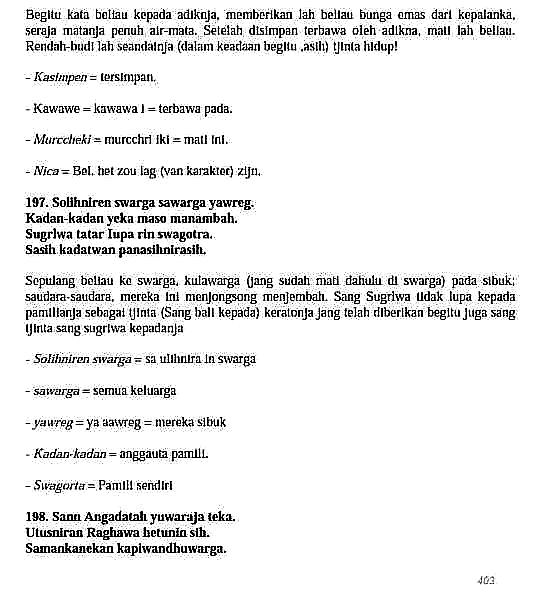 Begitu kata beliau kepada adiknja, memberikan lah beliau bunga emas dari kepalanka,
seraja matanja penuh air-mata. Setelah disimpan terbawa oleh adikna, mati lah beliau.
Rendah-budi lah seandainja (dalam keadaan begitu ,asih) tjinta hidup!
- Kasimpen = tersimpan.
- Kawawe = kawawa i = terbawa pada.
- Murccheki = murcchri iki = mati ini.
- Nica = Bel. het zou lag (van karakter) zijn.
197. Solihniren swarga sawarga yawreg.
Kadan-kadan yeka maso manambah.
Sugriwa tatar lupa rin swagotra.
Sasih kadatwan panasihnirasih.
Sepulang beliau ke swarga, kulawarga (jang sudah mati dahulu di swarga) pada sibuk;
saudara-saudara, mereka ini menjongsong menjembah. Sang Sugriwa tidak lupa kepada
pamilianja sebagai tjinta (Sang bali kepada) keratonja jang telah diberikan begitu juga sang
tjinta sang sugriwa kepadanja
- Solihniren swarga = sa ulihnira in swarga
- sawarga = semua keluarga
- yawreg = ya aawreg = mereka sibuk
- Kadan-kadan = anggauta pamili.
- Swagorta = Pamili sendiri
198. Sann Angadatah yuwaraja teka.
Utusniran Raghawa hetunin sih.
Samankanekan kapiwandhuwarga.
403